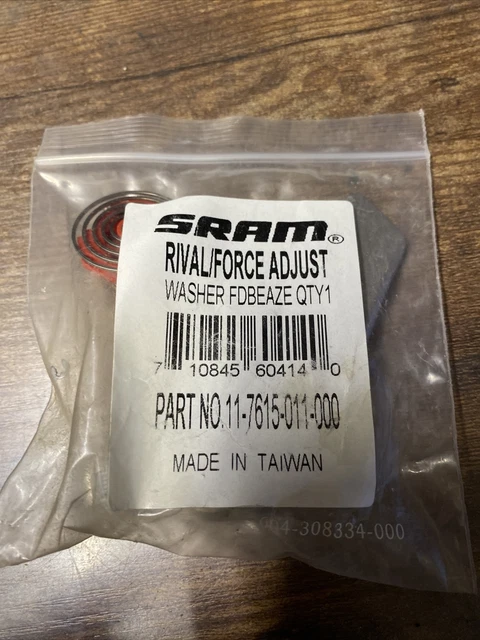 SRAM®
RIVAL/FORCE ADJUST
WASHER FDBEAZE QTY1
7 10845 60414 0
PART NO.11-7615-011-000
MADE IN TAIWAN
-308334-000